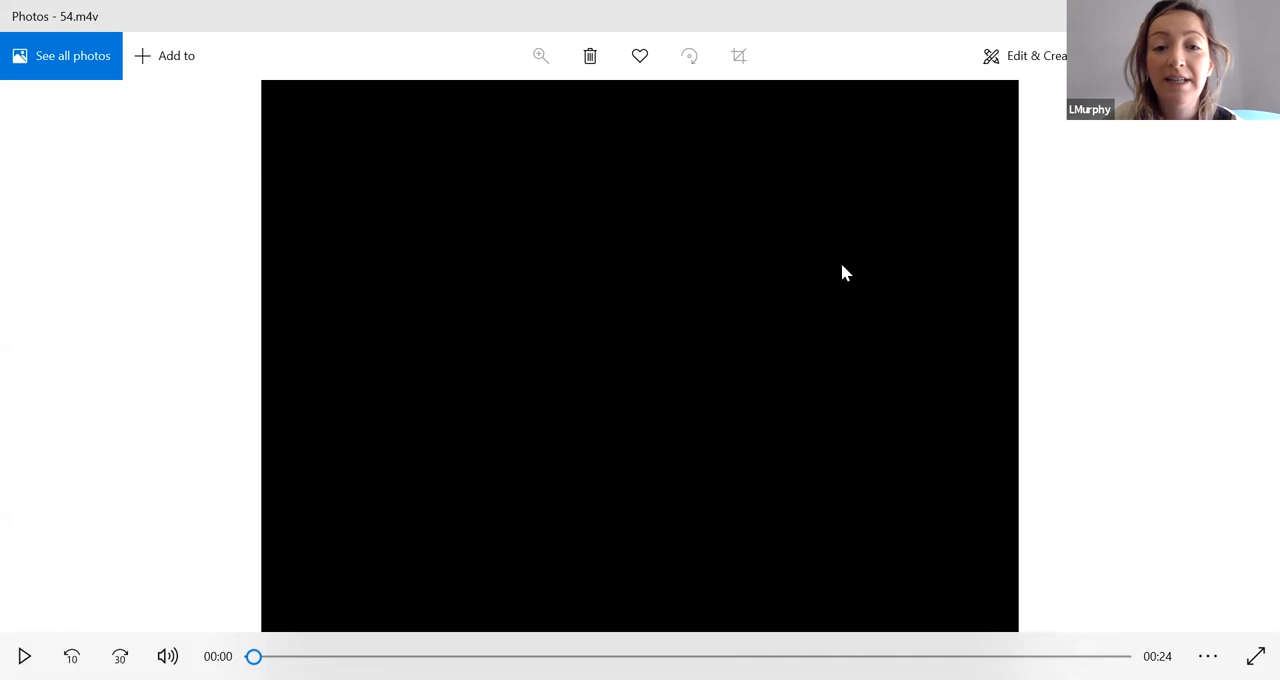 Photos - 54.m4v
See all photos
Add to
Edit & Crea
LMurphy
10
30
00:00
00:24